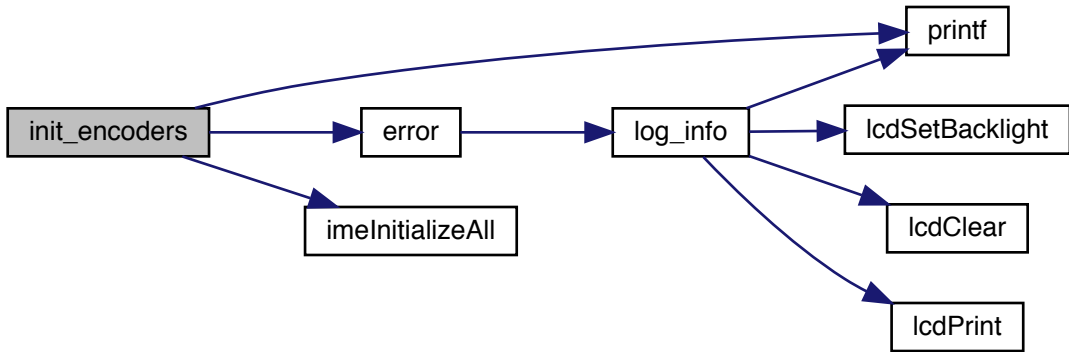 printf
init_encoders
error
log_info
lcdSetBacklight
imeInitializeAll
lcdClear
lcdPrint